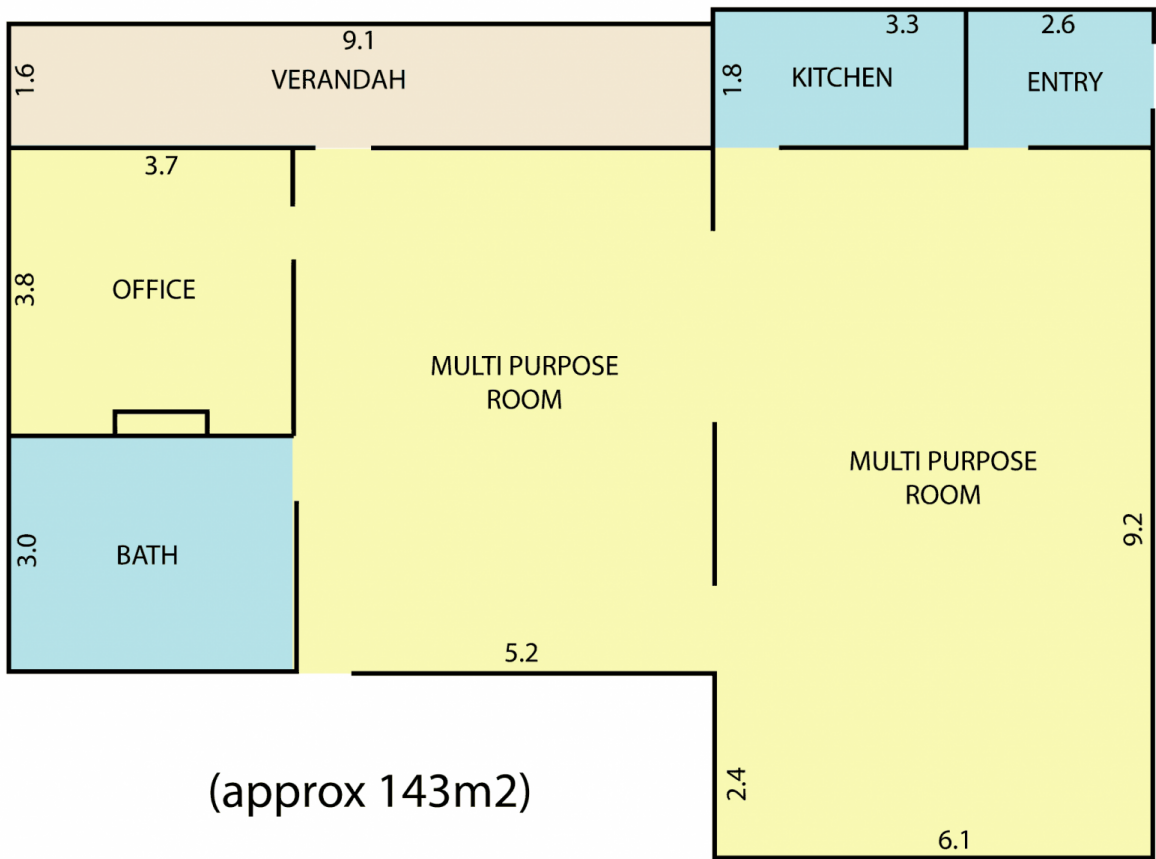 9.1
3.3
2.6
1.6
VERANDAH
1.8
KITCHEN
ENTRY
3.7
3.8
OFFICE
MULTI PURPOSE
ROOM
MULTI PURPOSE
ROOM
3.0
BATH
9.2
5.2
2.4
(approx 143m2)
6.1